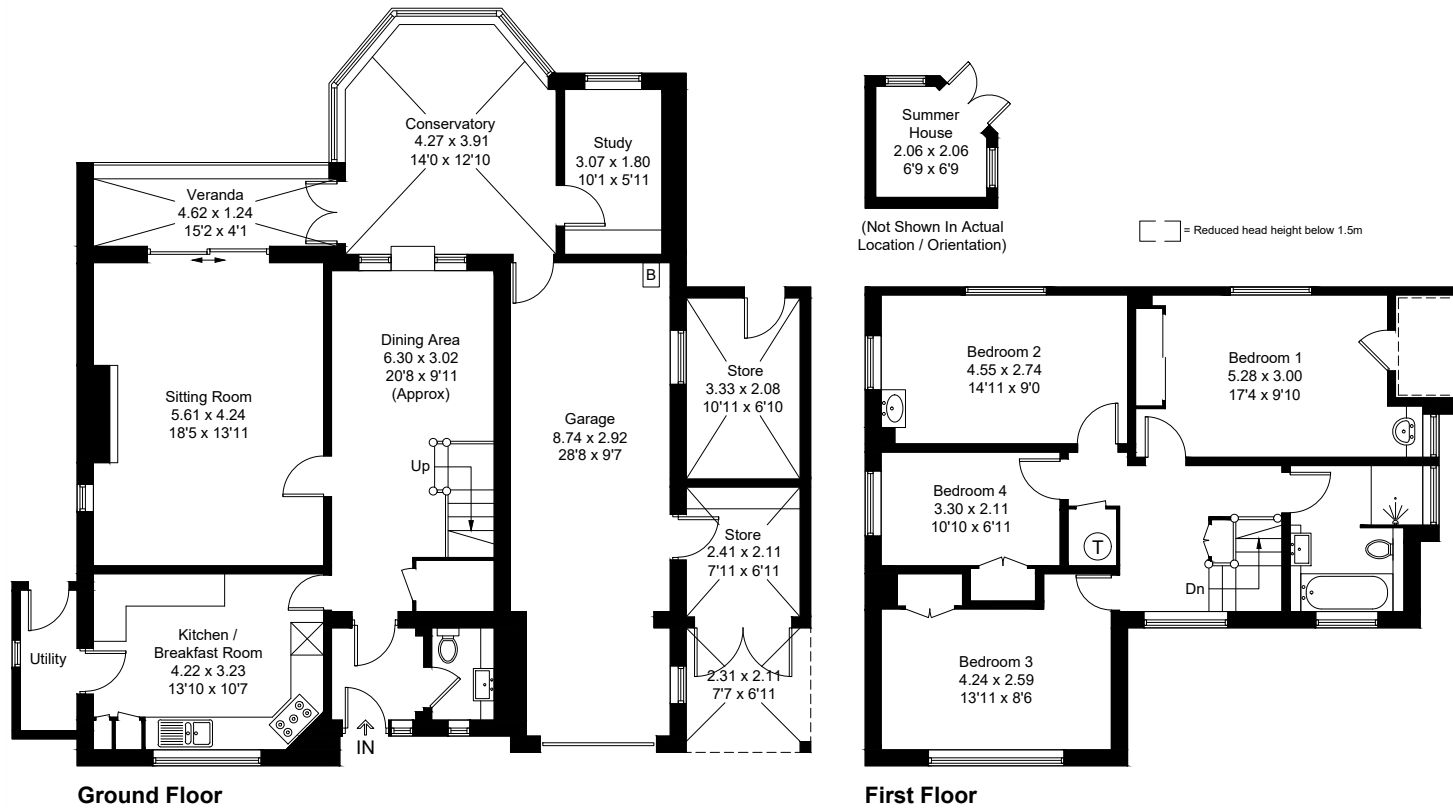 Conservatory
4.27 x 3.91
14'0 x 12'10
Study
3.07 x 1.80
10'1 x 5'11
Veranda
4.62 x 1.24
15'2 x 4'1
B
Dining Area
6.30 x 3.02
20'8 x 9'11
(Approx)
Sitting Room
5.61 x 4.24
18'5 x 13'11
Up
Garage
8.74 x 2.92
28'8 x 9'7
Store
3.33 x 2.08
10'11 x 6'10
Store
2.41 x 2.11
7'11 x 6'11
2.31 x 2.11
7'7 x 6'11
Utility
Kitchen /
Breakfast Room
4.22 x 3.23
13'10 x 10'7
IN
Ground Floor
Summer
House
2.06 x 2.06
6'9 x 6'9
(Not Shown In Actual
Location / Orientation)
= Reduced head height below 1.5m
Bedroom 2
4.55 x 2.74
14'11 x 9'0
Bedroom 1
5.28 x 3.00
17'4 x 9'10
Bedroom 4
3.30 x 2.11
10'10 x 6'11
T
Dn
Bedroom 3
4.24 x 2.59
13'11 x 8'6
First Floor